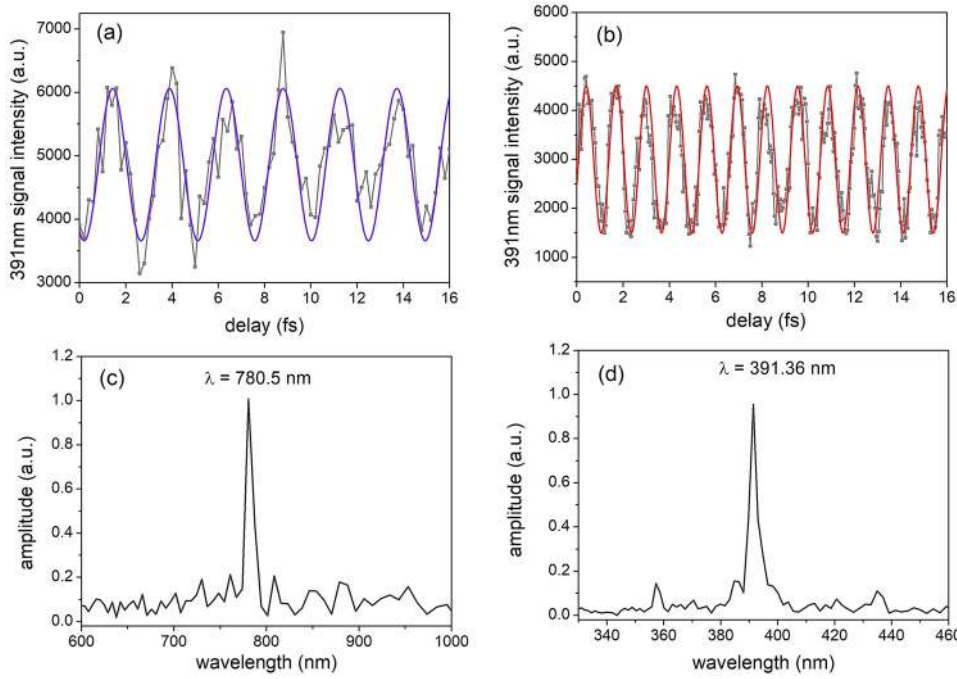 (a)
7000
6000
5000
4000
3000
391nm signal intensity (a.u.)
0 2 4 6 8 10 12 14 16
delay (fs)
(b)
6000
5000
4000
3000
2000
1000
391nm signal intensity (a.u.)
0 2 4 6 8 10 12 14 16
delay (fs)
(c)
λ = 780.5 nm
1.2
1.0
0.8
0.6
0.4
0.2
0.0
amplitude (a.u.)
600 700 800 900 1000
wavelength (nm)
(d)
λ = 391.36 nm
1.2
1.0
0.8
0.6
0.4
0.2
0.0
amplitude (a.u.)
330 360 390 420 460
wavelength (nm)